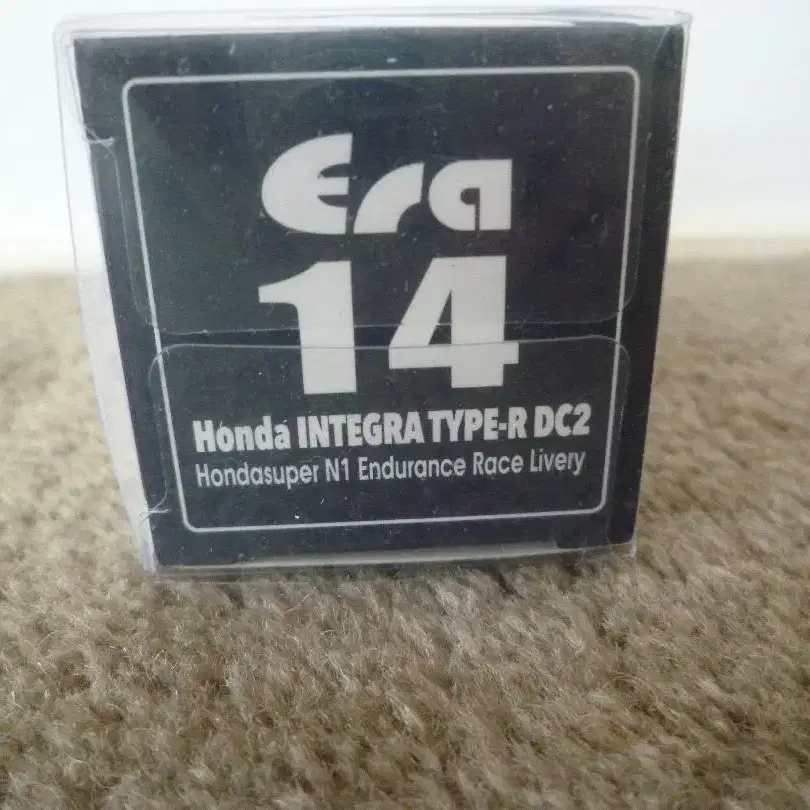 Era
14
Honda INTEGRA TYPE-R DC2
Hondasuper N1 Endurance Race Livery